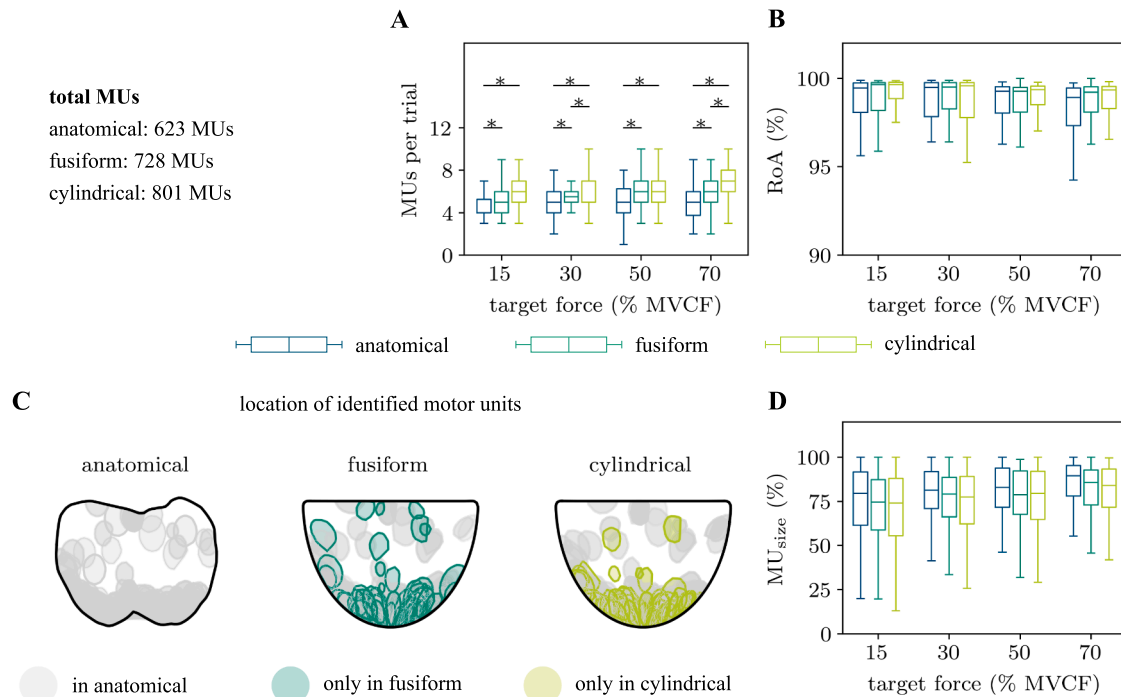 total MUs
anatomical: 623 MUs
fusiform: 728 MUs
cylindrical: 801 MUs
A
MUs per trial
12
8
4
0
* * * *
* *
* * * *
15 30 50 70
target force (% MVCF)
B
RoA (%)
100
95
90
15 30 50 70
target force (% MVCF)
anatomical fusiform cylindrical
C
location of identified motor units
anatomical fusiform cylindrical
in anatomical only in fusiform only in cylindrical
D
MUsize (%)
100
75
50
25
0
15 30 50 70
target force (% MVCF)